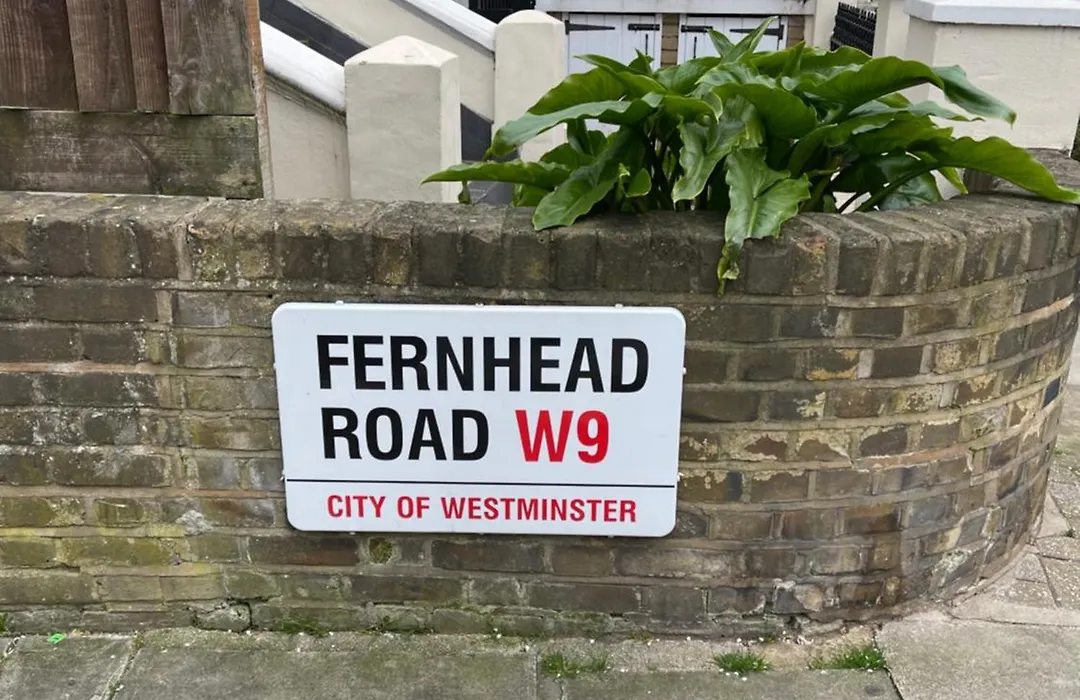 FERNHEAD
ROAD W9
CITY OF WESTMINSTER